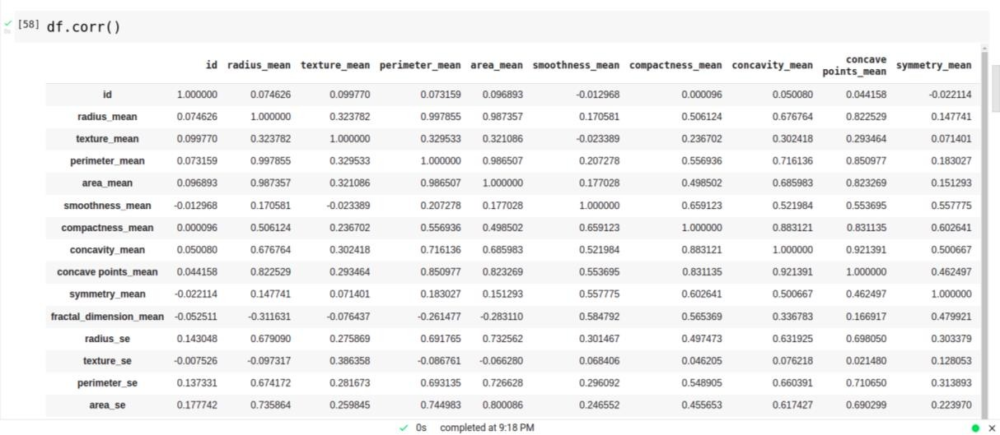 [58] df.corr()
0s
id radius_mean texture_mean perimeter_mean area_mean smoothness_mean compactness_mean concavity_mean concave points_mean symmetry_mean
id 1.000000 0.074626 0.099770 0.073159 0.096893 -0.012968 0.000096 0.050080 0.044158 -0.022114
radius_mean 0.074626 1.000000 0.323782 0.997855 0.987357 0.170581 0.506124 0.676764 0.822529 0.147741
texture_mean 0.099770 0.323782 1.000000 0.329533 0.321086 -0.023389 0.236702 0.302418 0.293464 0.071401
perimeter_mean 0.073159 0.997855 0.329533 1.000000 0.986507 0.207278 0.556936 0.716136 0.850977 0.183027
area_mean 0.096893 0.987357 0.321086 0.986507 1.000000 0.177028 0.498502 0.685983 0.823269 0.151293
smoothness_mean -0.012968 0.170581 -0.023389 0.207278 0.177028 1.000000 0.659123 0.521984 0.553695 0.557775
compactness_mean 0.000096 0.506124 0.236702 0.556936 0.498502 0.659123 1.000000 0.883121 0.831135 0.602641
concavity_mean 0.050080 0.676764 0.302418 0.716136 0.685983 0.521984 0.883121 1.000000 0.921391 0.500667
concave points_mean 0.044158 0.822529 0.293464 0.850977 0.823269 0.553695 0.831135 0.921391 1.000000 0.462497
symmetry_mean -0.022114 0.147741 0.071401 0.183027 0.151293 0.557775 0.602641 0.500667 0.462497 1.000000
fractal_dimension_mean -0.052511 -0.311631 -0.076437 -0.261477 -0.283110 0.584792 0.565369 0.336783 0.166917 0.479921
radius_se 0.143048 0.679090 0.275869 0.691765 0.732562 0.301467 0.497473 0.631925 0.698050 0.303379
texture_se -0.007526 -0.097317 0.386358 -0.086761 -0.066280 0.068406 0.046205 0.076218 0.021480 0.128053
perimeter_se 0.137331 0.674172 0.281673 0.693135 0.726628 0.296092 0.548905 0.660391 0.710650 0.313893
area_se 0.177742 0.735864 0.259845 0.744983 0.800086 0.246552 0.455653 0.617427 0.690299 0.223970
0s completed at 9:18 PM